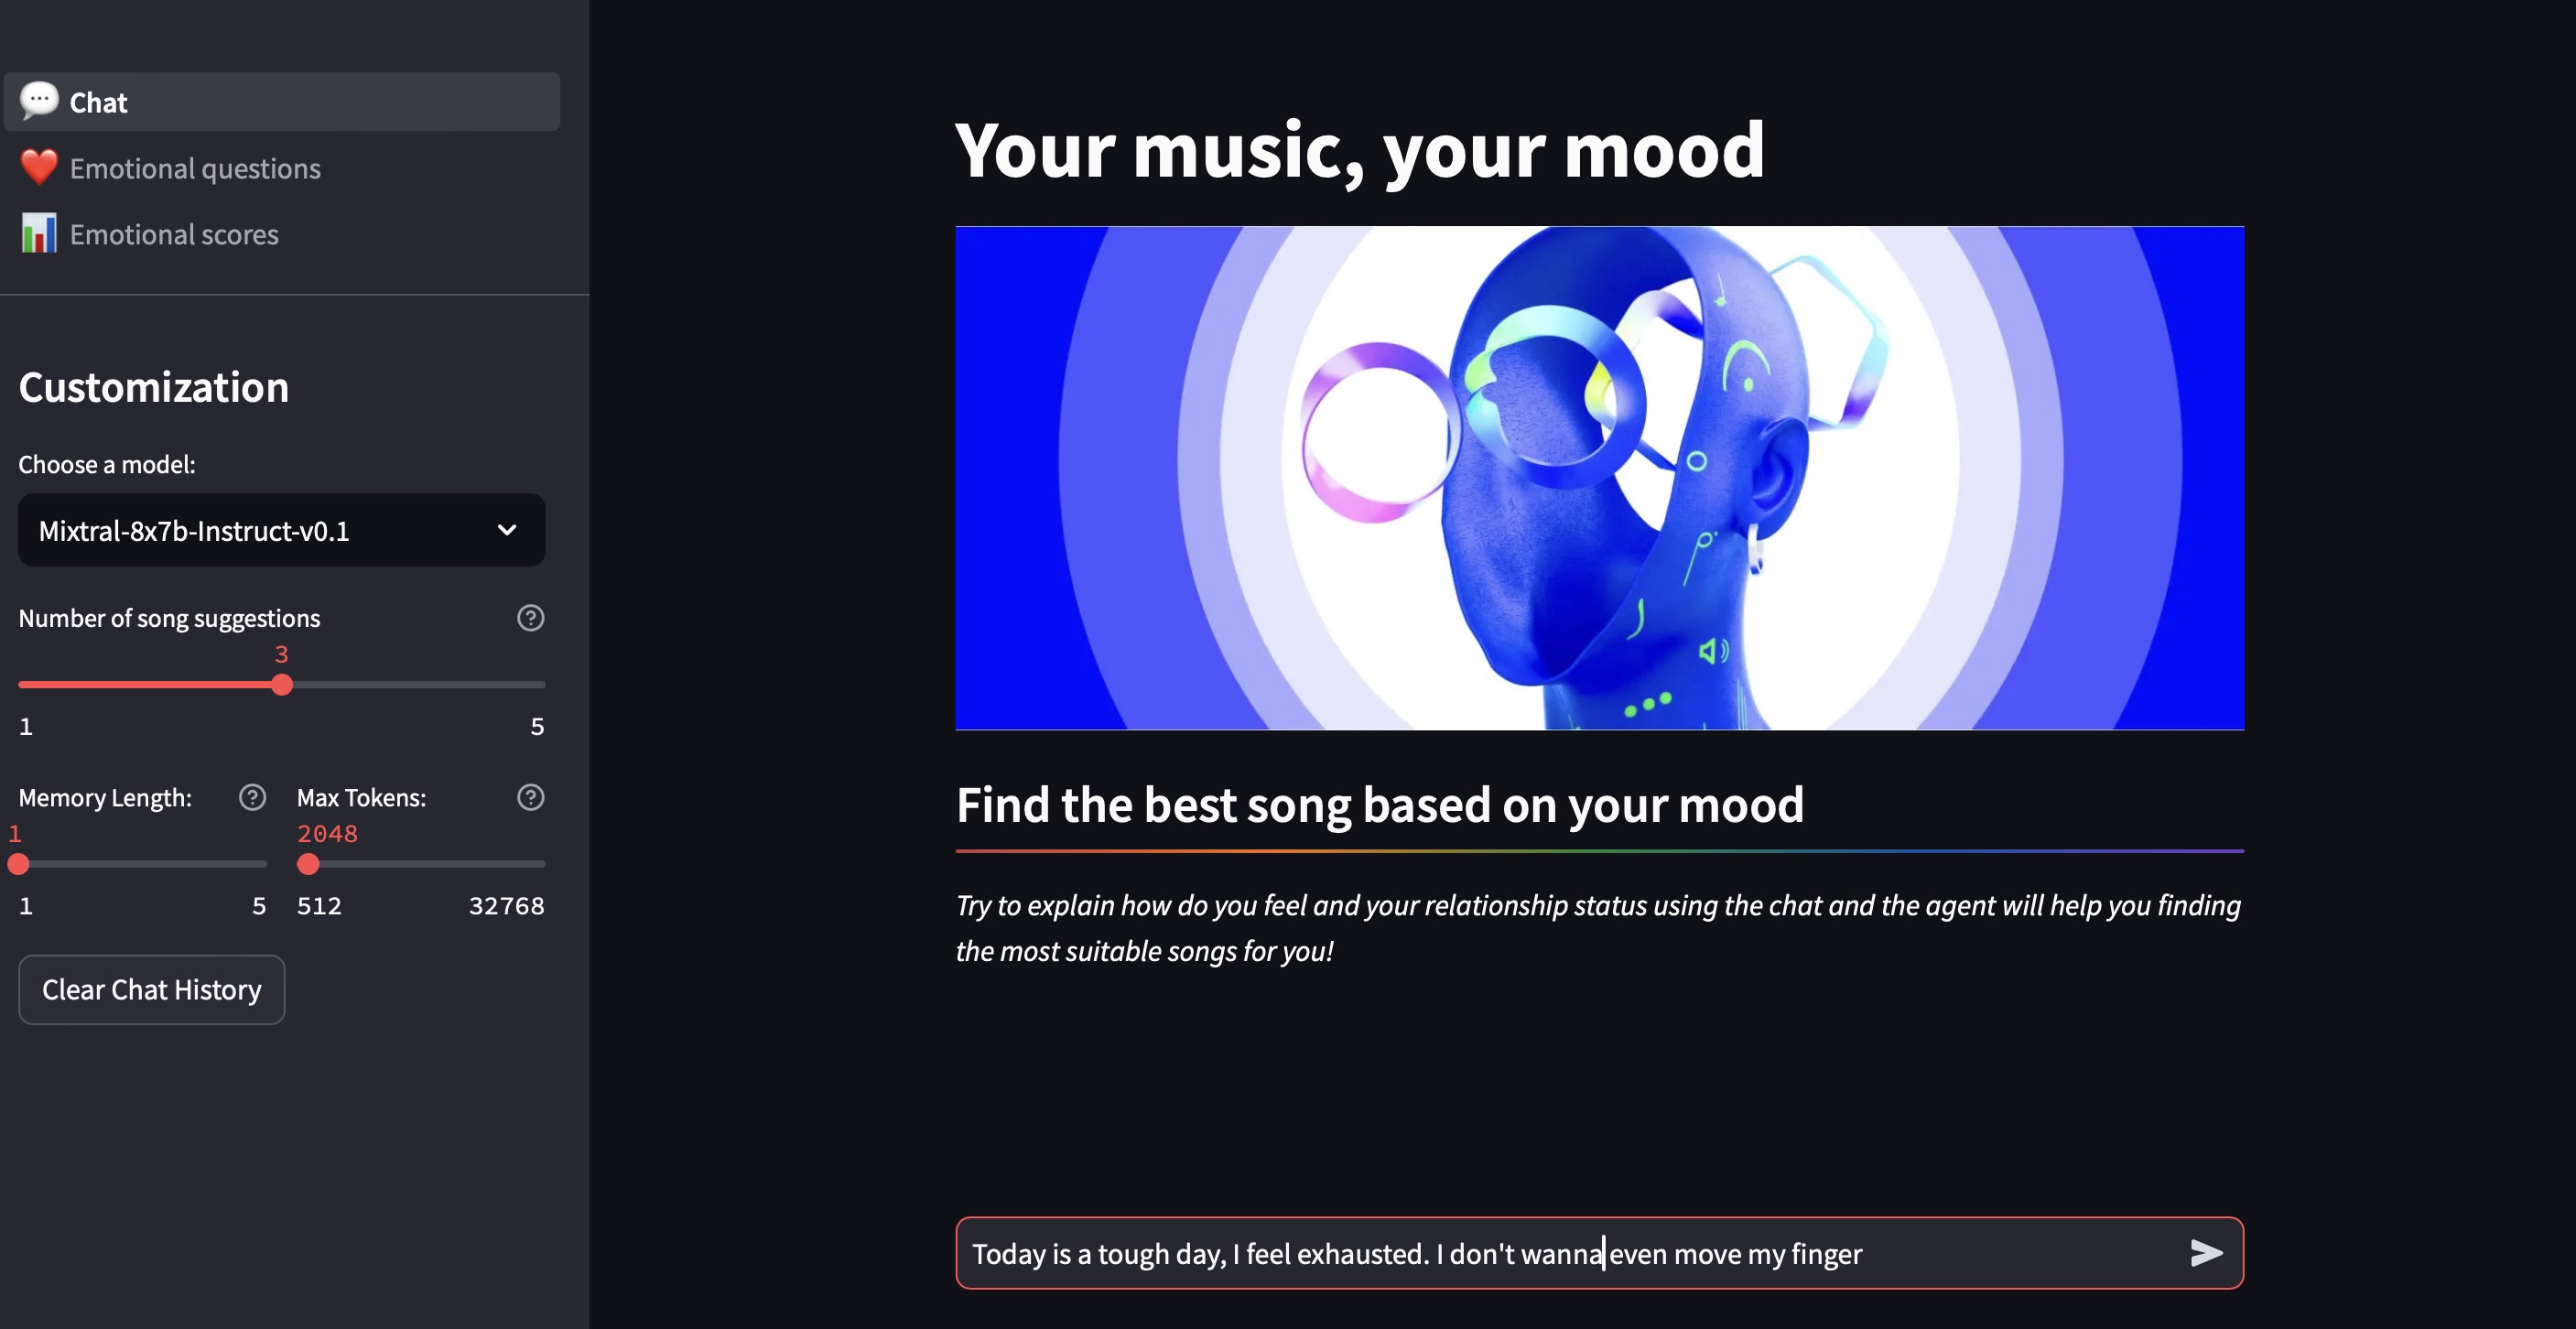 Chat
Emotional questions
Emotional scores
Customization
Choose a model:
Mixtral-8x7b-Instruct-v0.1
Number of song suggestions
3
1 5
Memory Length: Max Tokens:
1 2048
1 5 512 32768
Clear Chat History
Your music, your mood
Find the best song based on your mood
Try to explain how do you feel and your relationship status using the chat and the agent will help you finding
the most suitable songs for you!
Today is a tough day, I feel exhausted. I don't wanna even move my finger